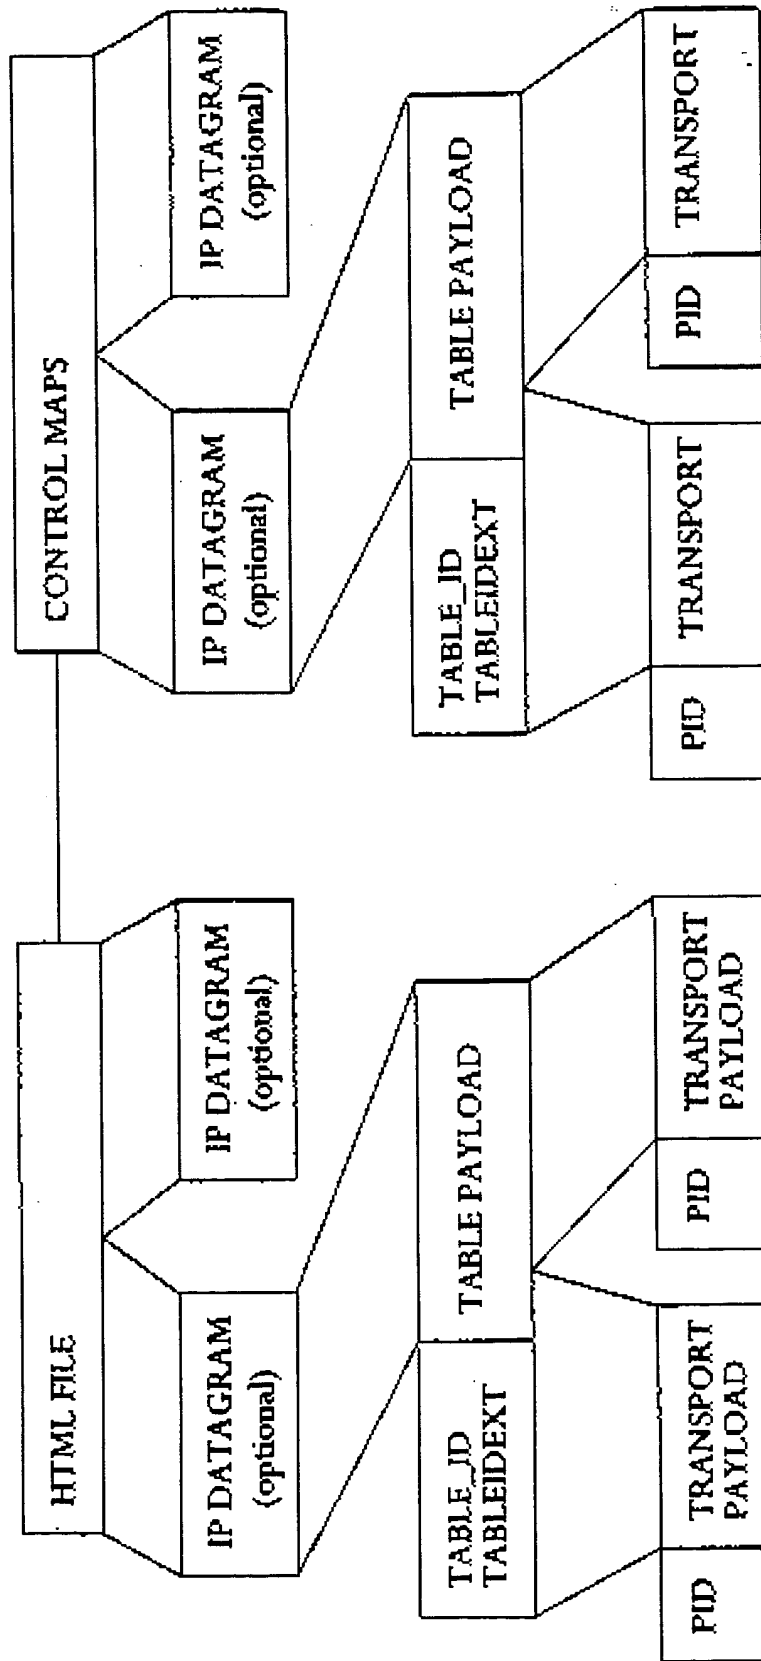 HTML FILE
CONTROL MAPS
IP DATAGRAM
(optional)
IP DATAGRAM
(optional)
IP DATAGRAM
(optional)
IP DATAGRAM
(optional)
TABLE_ID
TABLEIDEXT
TABLE PAYLOAD
TABLE_ID
TABLEIDEXT
TABLE PAYLOAD
PID
TRANSPORT
PAYLOAD
PID
TRANSPORT
PAYLOAD
PID
TRANSPORT
PID
TRANSPORT